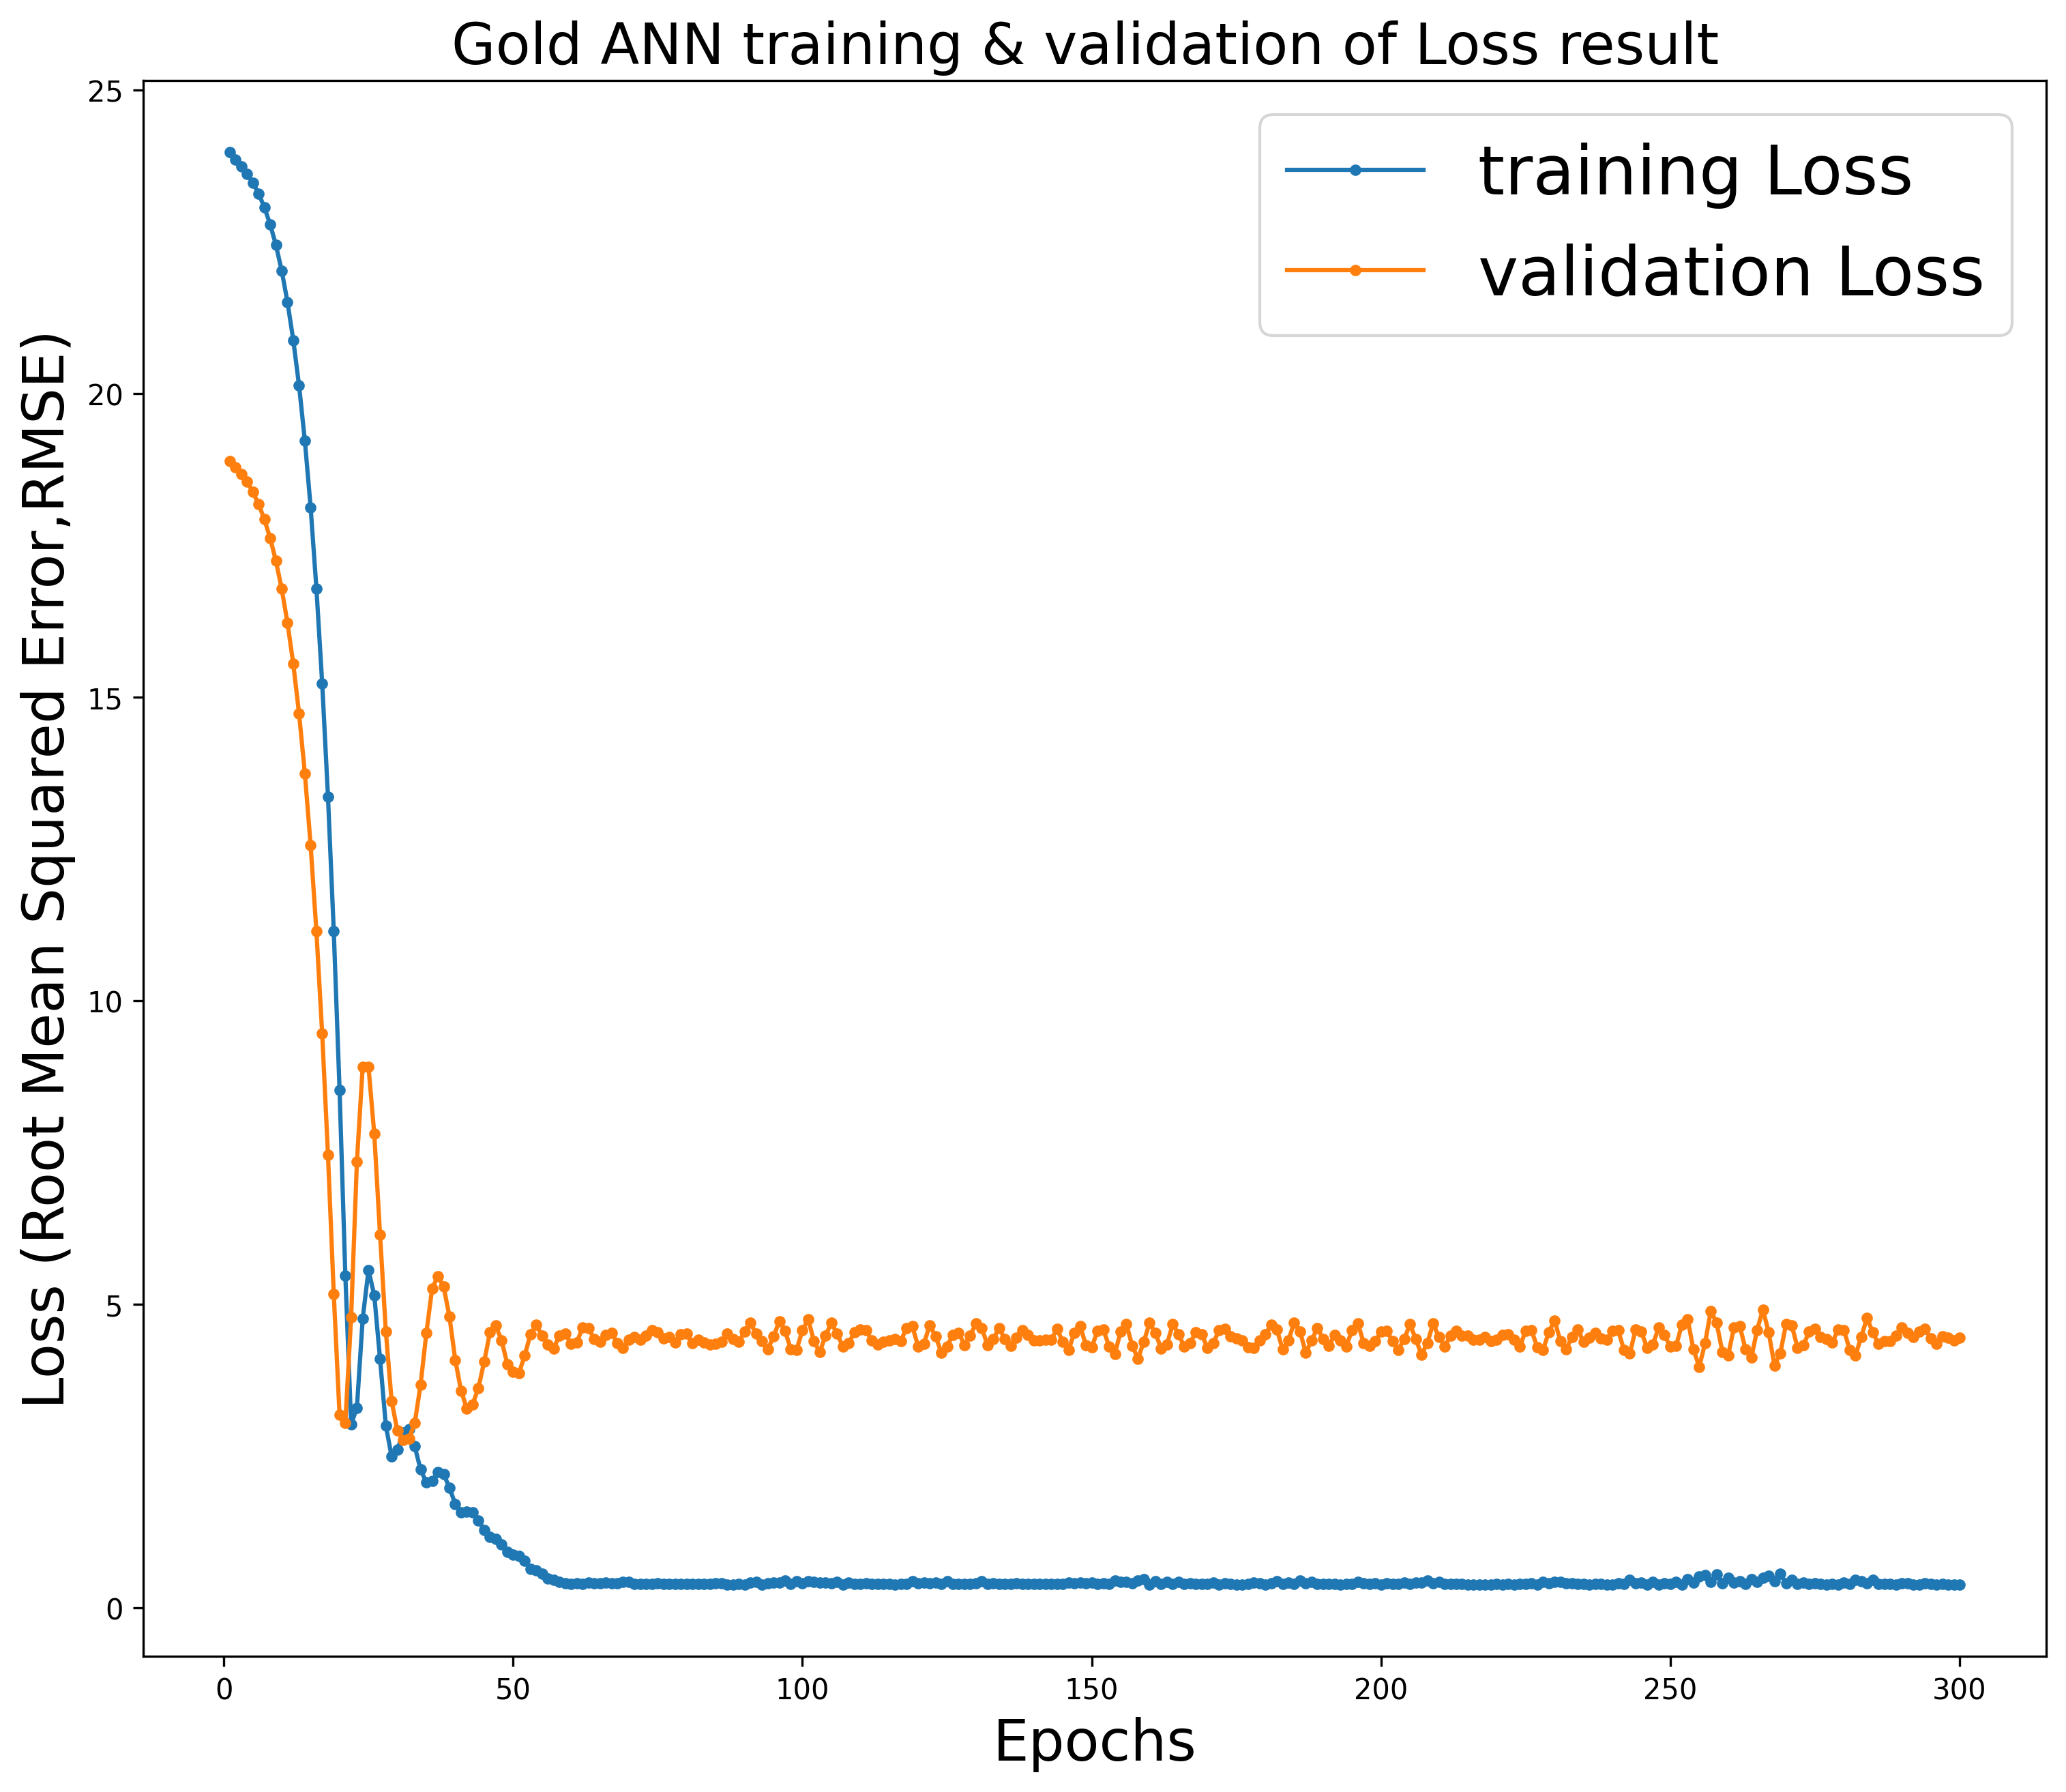 Gold ANN training & validation of Loss result
25
20
15
10
5
0
Loss (Root Mean Squared Error,RMSE)
training Loss
validation Loss
0 50 100 150 200 250 300
Epochs